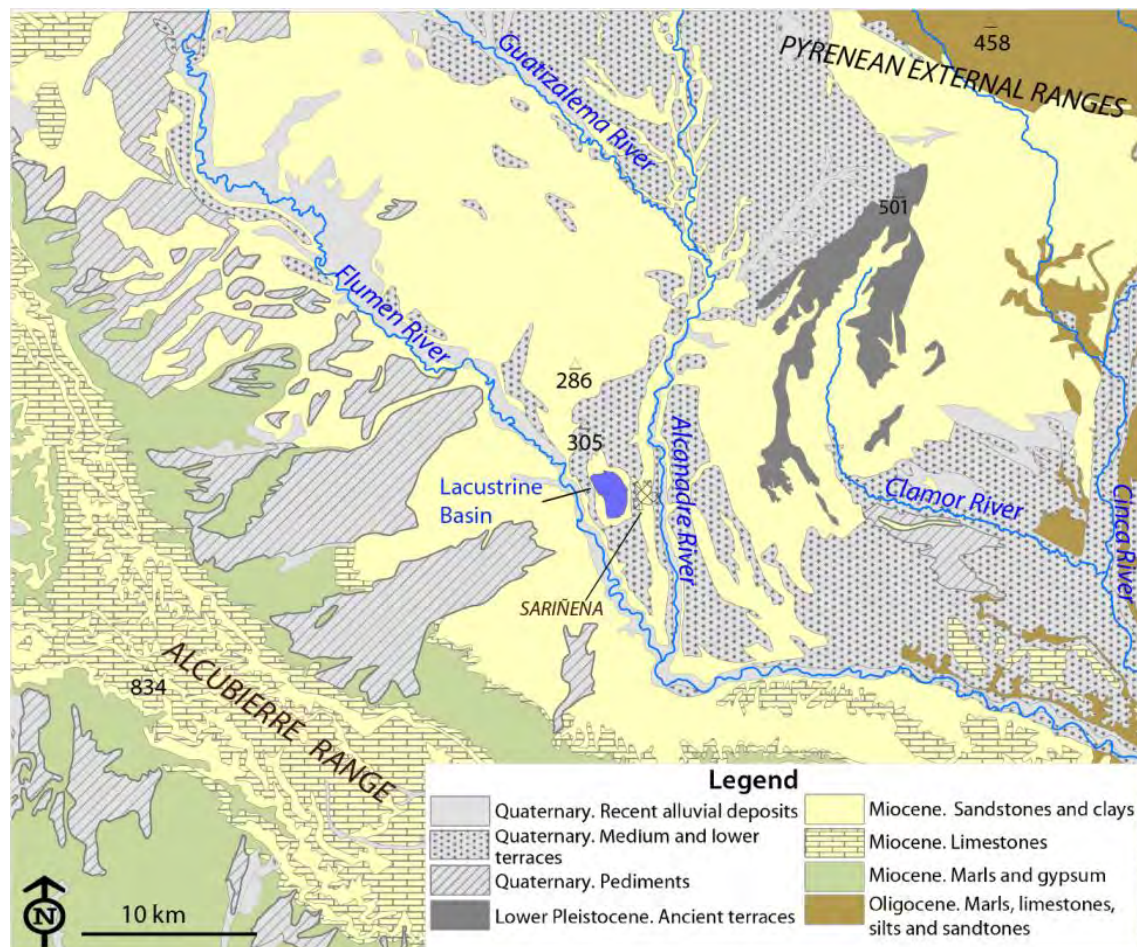 458
PYRENEAN EXTERNAL RANGES
Guatizalema River
501
Flumen River
286
305
Lacustrine
Basin
Alcanadre River
Clamor River
Cinca River
SARIÑENA
834
ALCUBIERRE RANGE
N
10 km
Legend
Quaternary. Recent alluvial deposits
Quaternary. Medium and lower
terraces
Quaternary. Pediments
Lower Pleistocene. Ancient terraces
Miocene. Sandstones and clays
Miocene. Limestones
Miocene. Marls and gypsum
Oligocene. Marls, limestones,
silts and sandtones